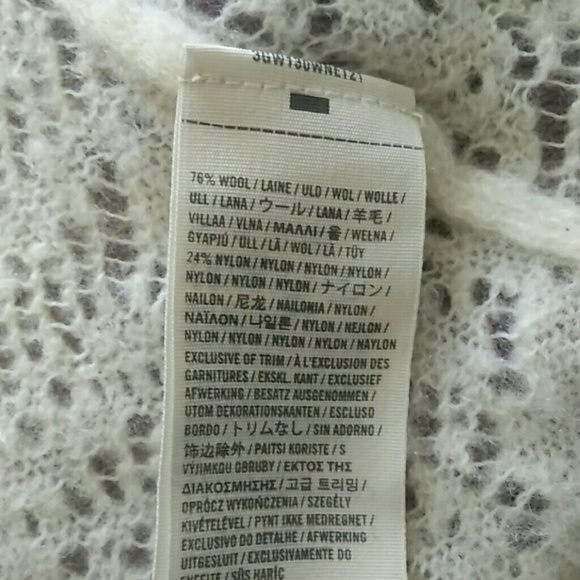 76% WOOL / LAINE / ULD / WOL / WOLLE /
ULL / LANA / ウール / LANA / 羊毛 /
VILLAA / VLNA / ΜΑΛΛΙ / 울 / WEŁNA /
GYAPJÚ / ULL / LÃ / WOL / LÃ / TÜY
24% NYLON / NYLON / NYLON / NYLON /
NYLON / NYLON / NYLON / ナイロン /
NAILON / 尼龙 / NAILONIA / NYLON /
ΝΑΪΛΟΝ / 나일론 / NYLON / NEJLON /
NYLON / NYLON / NYLON / NYLON / NAYLON
EXCLUSIVE OF TRIM / À L'EXCLUSION DES
GARNITURES / EKSKL. KANT / EXCLUSIEF
AFWERKING / BESATZ AUSGENOMMEN /
UTOM DEKORATIONSKANTEN / ESCLUSO
BORDO / トリムなし / SIN ADORNO /
饰边除外 / PAITSI KORISTE / S
VÝJIMKOU OBRUBY / ΕΚΤΟΣ ΤΗΣ
ΔΙΑΚΟΣΜΗΣΗΣ / 고급 트리밍 /
OPRÓCZ WYKOŃCZENIA / SZEGÉLY
KIVÉTELÉVEL / PYNT IKKE MEDREGNET /
EXCLUSIVO DO DETALHE / AFWERKING
UITGESLUIT / EXCLUSIVAMENTE DO
ENFEITE / SÜS HARİÇ